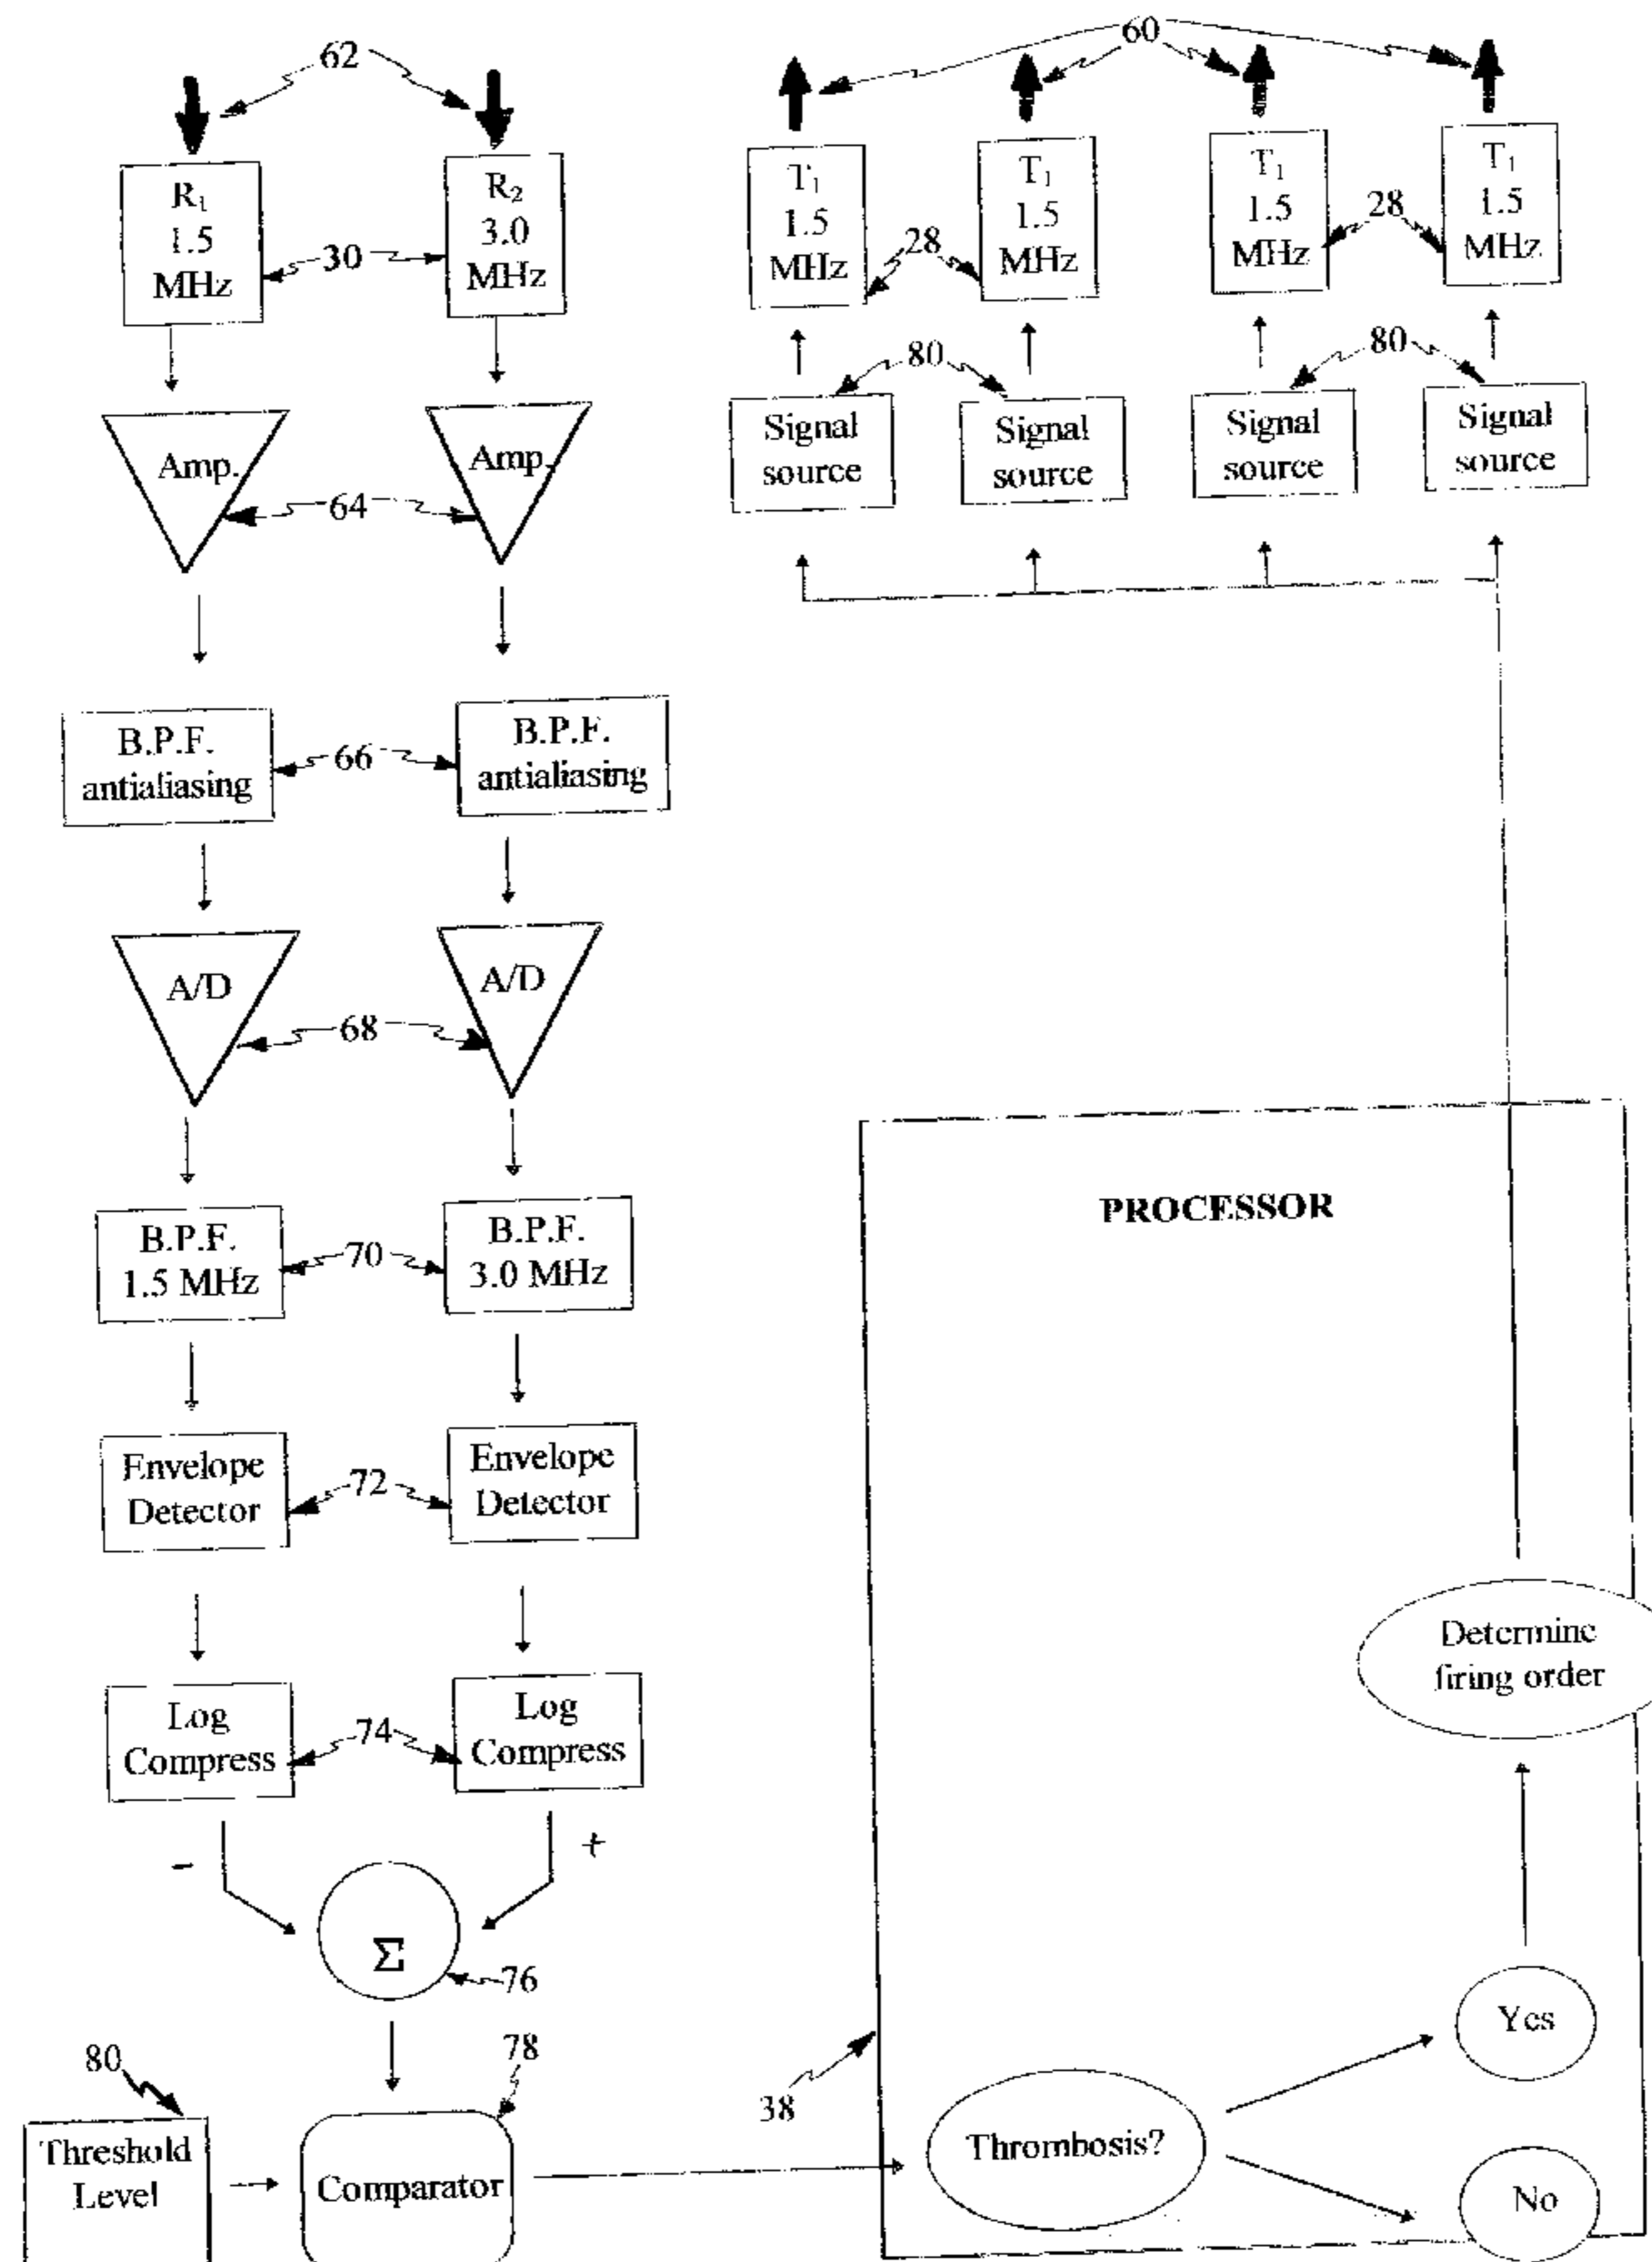 62
60
R₁
1.5
MHz
30
R₂
3.0
MHz
T₁
1.5
MHz
28
T₁
1.5
MHz
T₁
1.5
MHz
28
T₁
1.5
MHz
80
80
Signal
source
Signal
source
Signal
source
Signal
source
Amp.
64
Amp.
B.P.F.
antialiasing
66
B.P.F.
antialiasing
A/D
68
A/D
PROCESSOR
B.P.F.
1.5 MHz
70
B.P.F.
3.0 MHz
Envelope
Detector
72
Envelope
Detector
Determine
firing order
Log
Compress
74
Log
Compress
-
+
Σ
76
Yes
80
78
38
Threshold
Level
Comparator
Thrombosis?
No